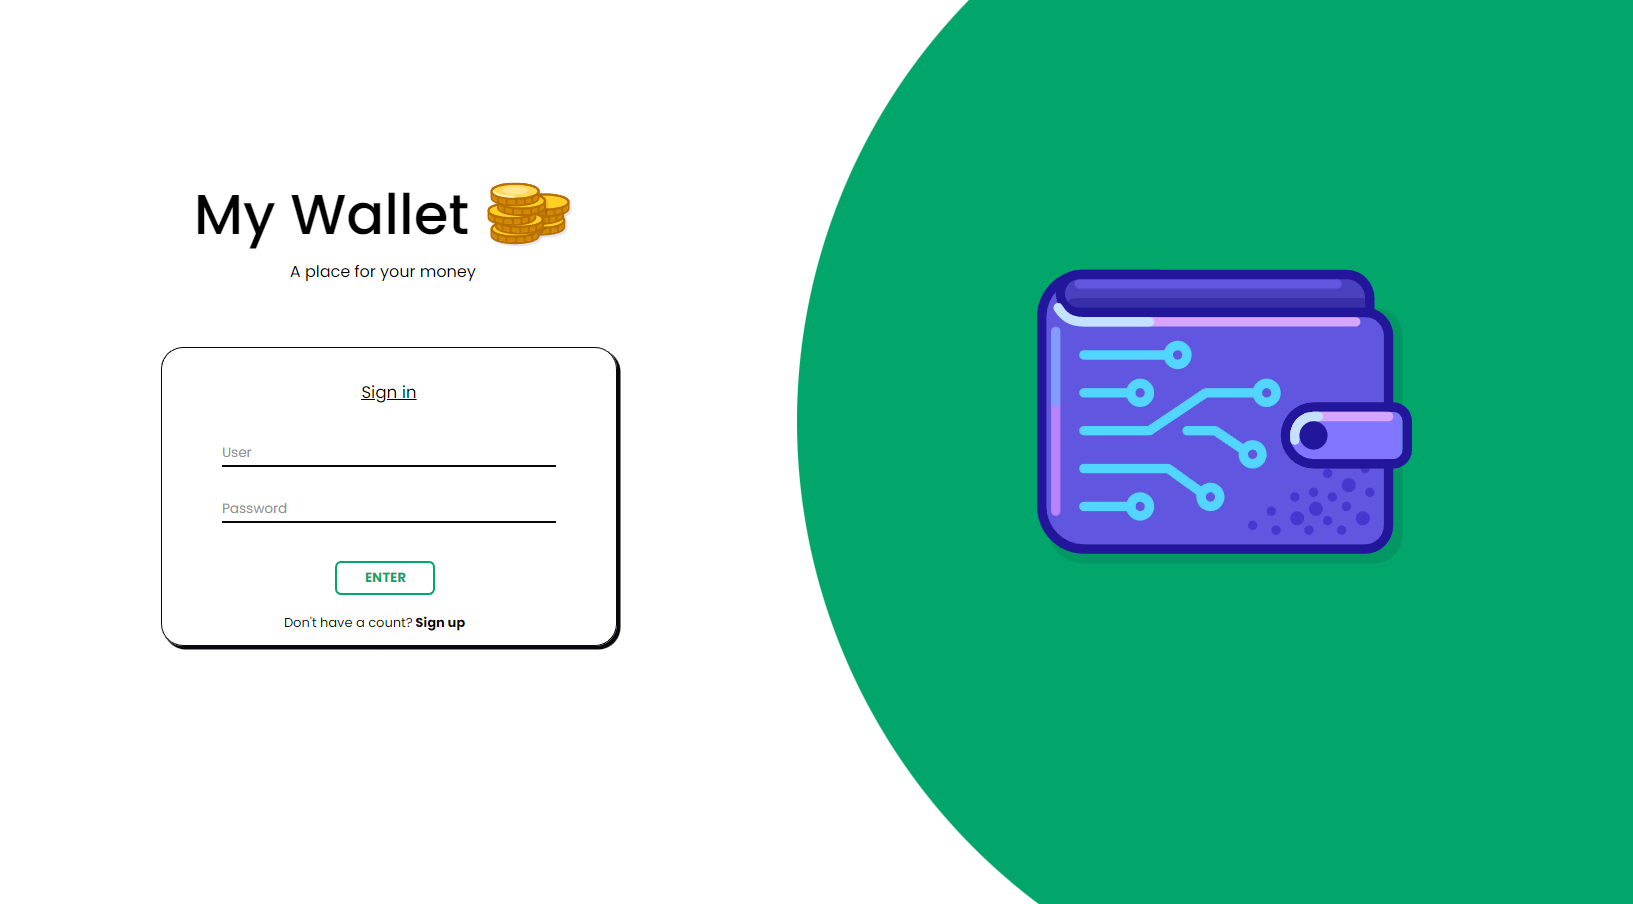 My Wallet
A place for your money
Sign in
User
Password
ENTER
Don't have a count? Sign up